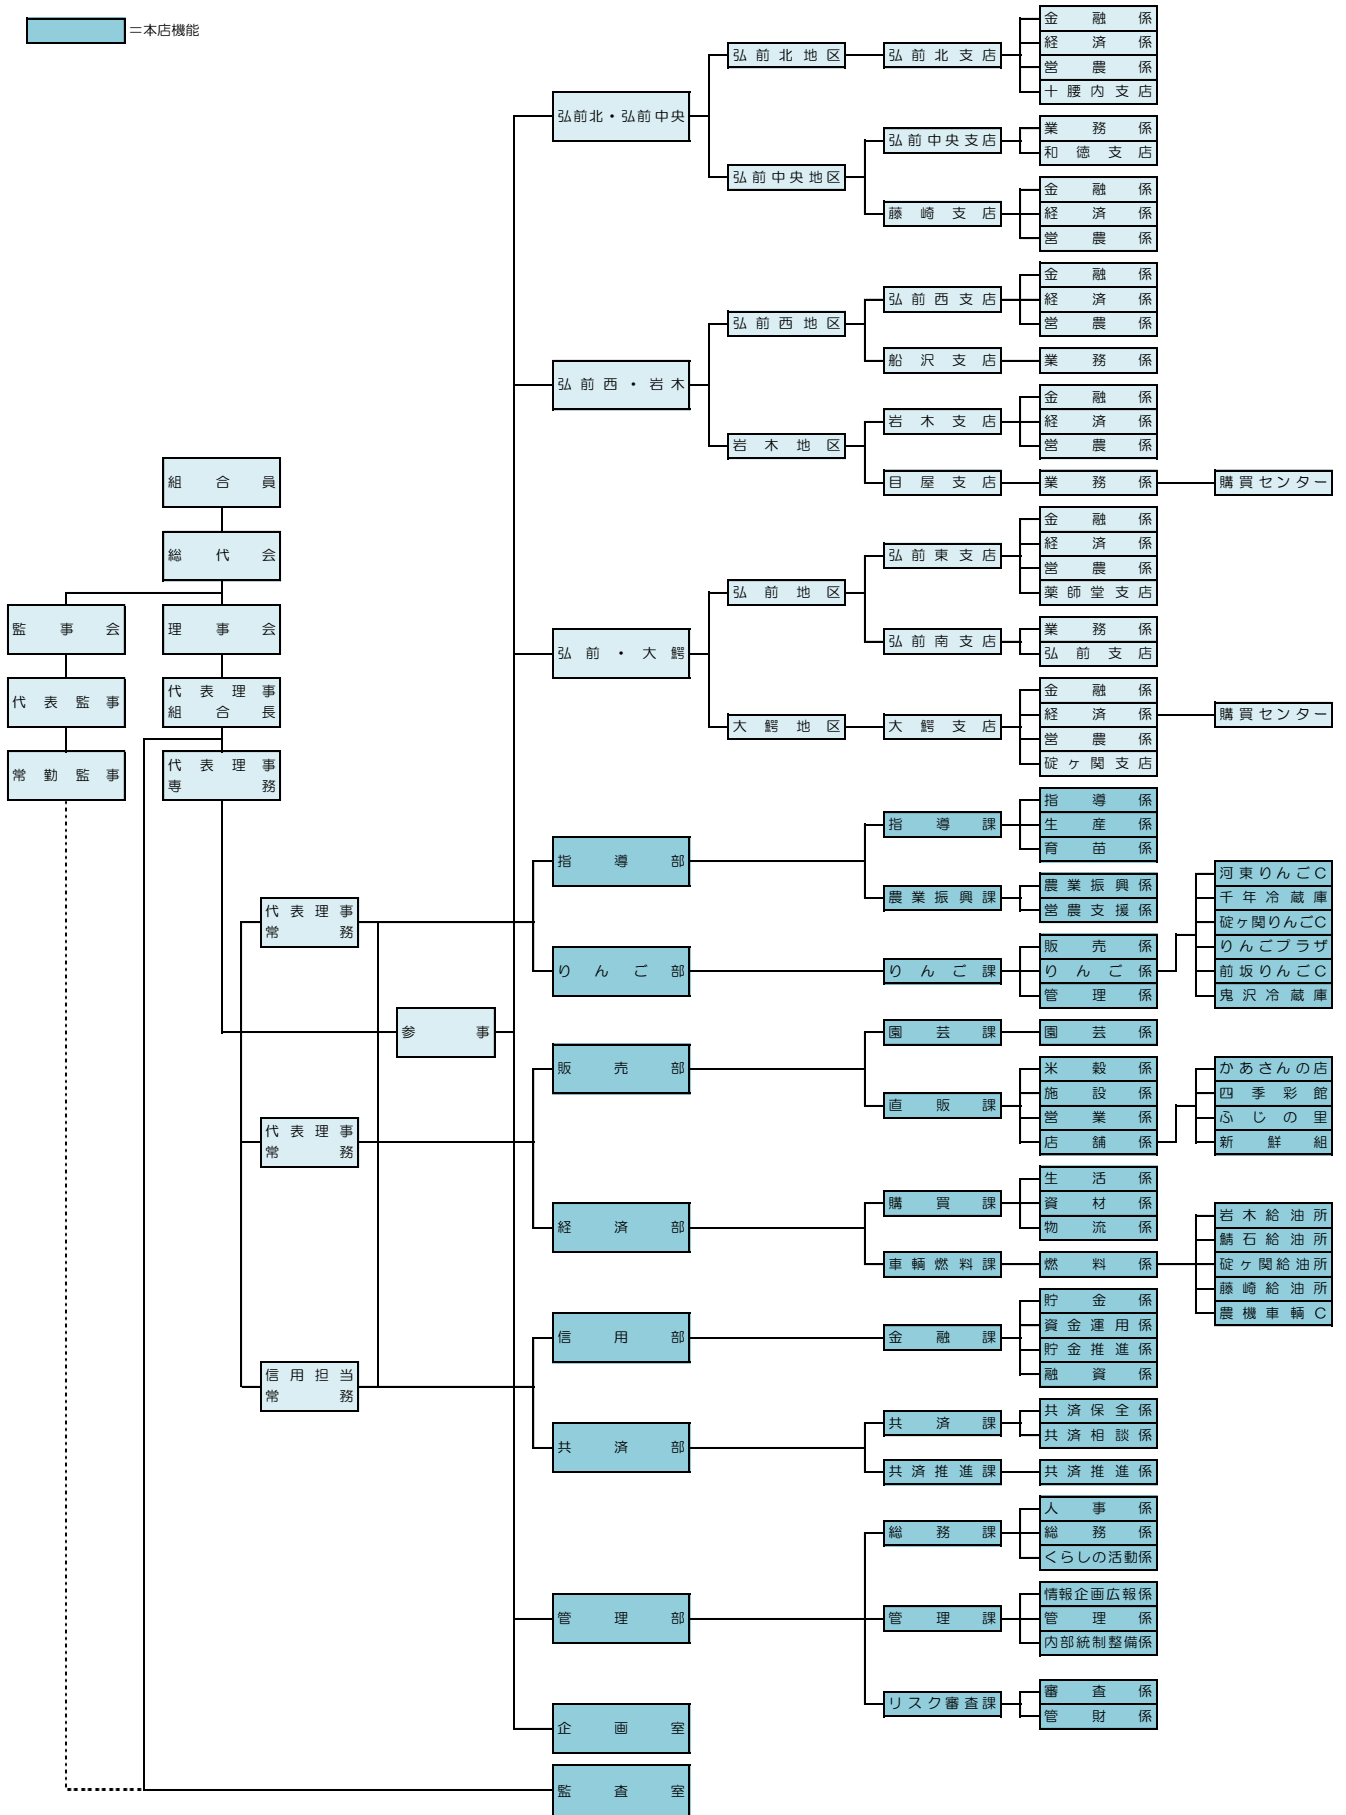 ＝本店機能
組合員
総代会
監事会
理事会
代表監事
代表理事
組合長
常勤監事
代表理事
専務
代表理事
常務
代表理事
常務
信用担当
常務
参事
弘前北・弘前中央
弘前北地区
弘前北支店
金融係
経済係
営農係
十腰内支店
弘前中央地区
弘前中央支店
業務係
和徳支店
藤崎支店
金融係
経済係
営農係
弘前西・岩木
弘前西地区
弘前西支店
金融係
経済係
営農係
船沢支店
業務係
岩木地区
岩木支店
金融係
経済係
営農係
目屋支店
業務係
購買センター
弘前・大鰐
弘前地区
弘前東支店
金融係
経済係
営農係
薬師堂支店
弘前南支店
業務係
弘前支店
大鰐地区
大鰐支店
金融係
経済係
購買センター
営農係
碇ヶ関支店
指導部
指導課
指導係
生産係
育苗係
農業振興課
農業振興係
営農支援係
りんご部
りんご課
販売係
りんご係
管理係
河東りんごC
千年冷蔵庫
碇ヶ関りんごC
りんごプラザ
前坂りんごC
鬼沢冷蔵庫
販売部
園芸課
園芸係
直販課
米穀係
施設係
営業係
店舗係
かあさんの店
四季彩館
ふじの里
新鮮組
経済部
購買課
生活係
資材係
物流係
車輌燃料課
燃料係
岩木給油所
鯖石給油所
碇ヶ関給油所
藤崎給油所
農機車輌C
信用部
金融課
貯金係
資金運用係
貯金推進係
融資係
共済部
共済課
共済保全係
共済相談係
共済推進課
共済推進係
管理部
総務課
人事係
総務係
くらしの活動係
管理課
情報企画広報係
管理係
内部統制整備係
リスク審査課
審査係
管財係
企画室
監査室